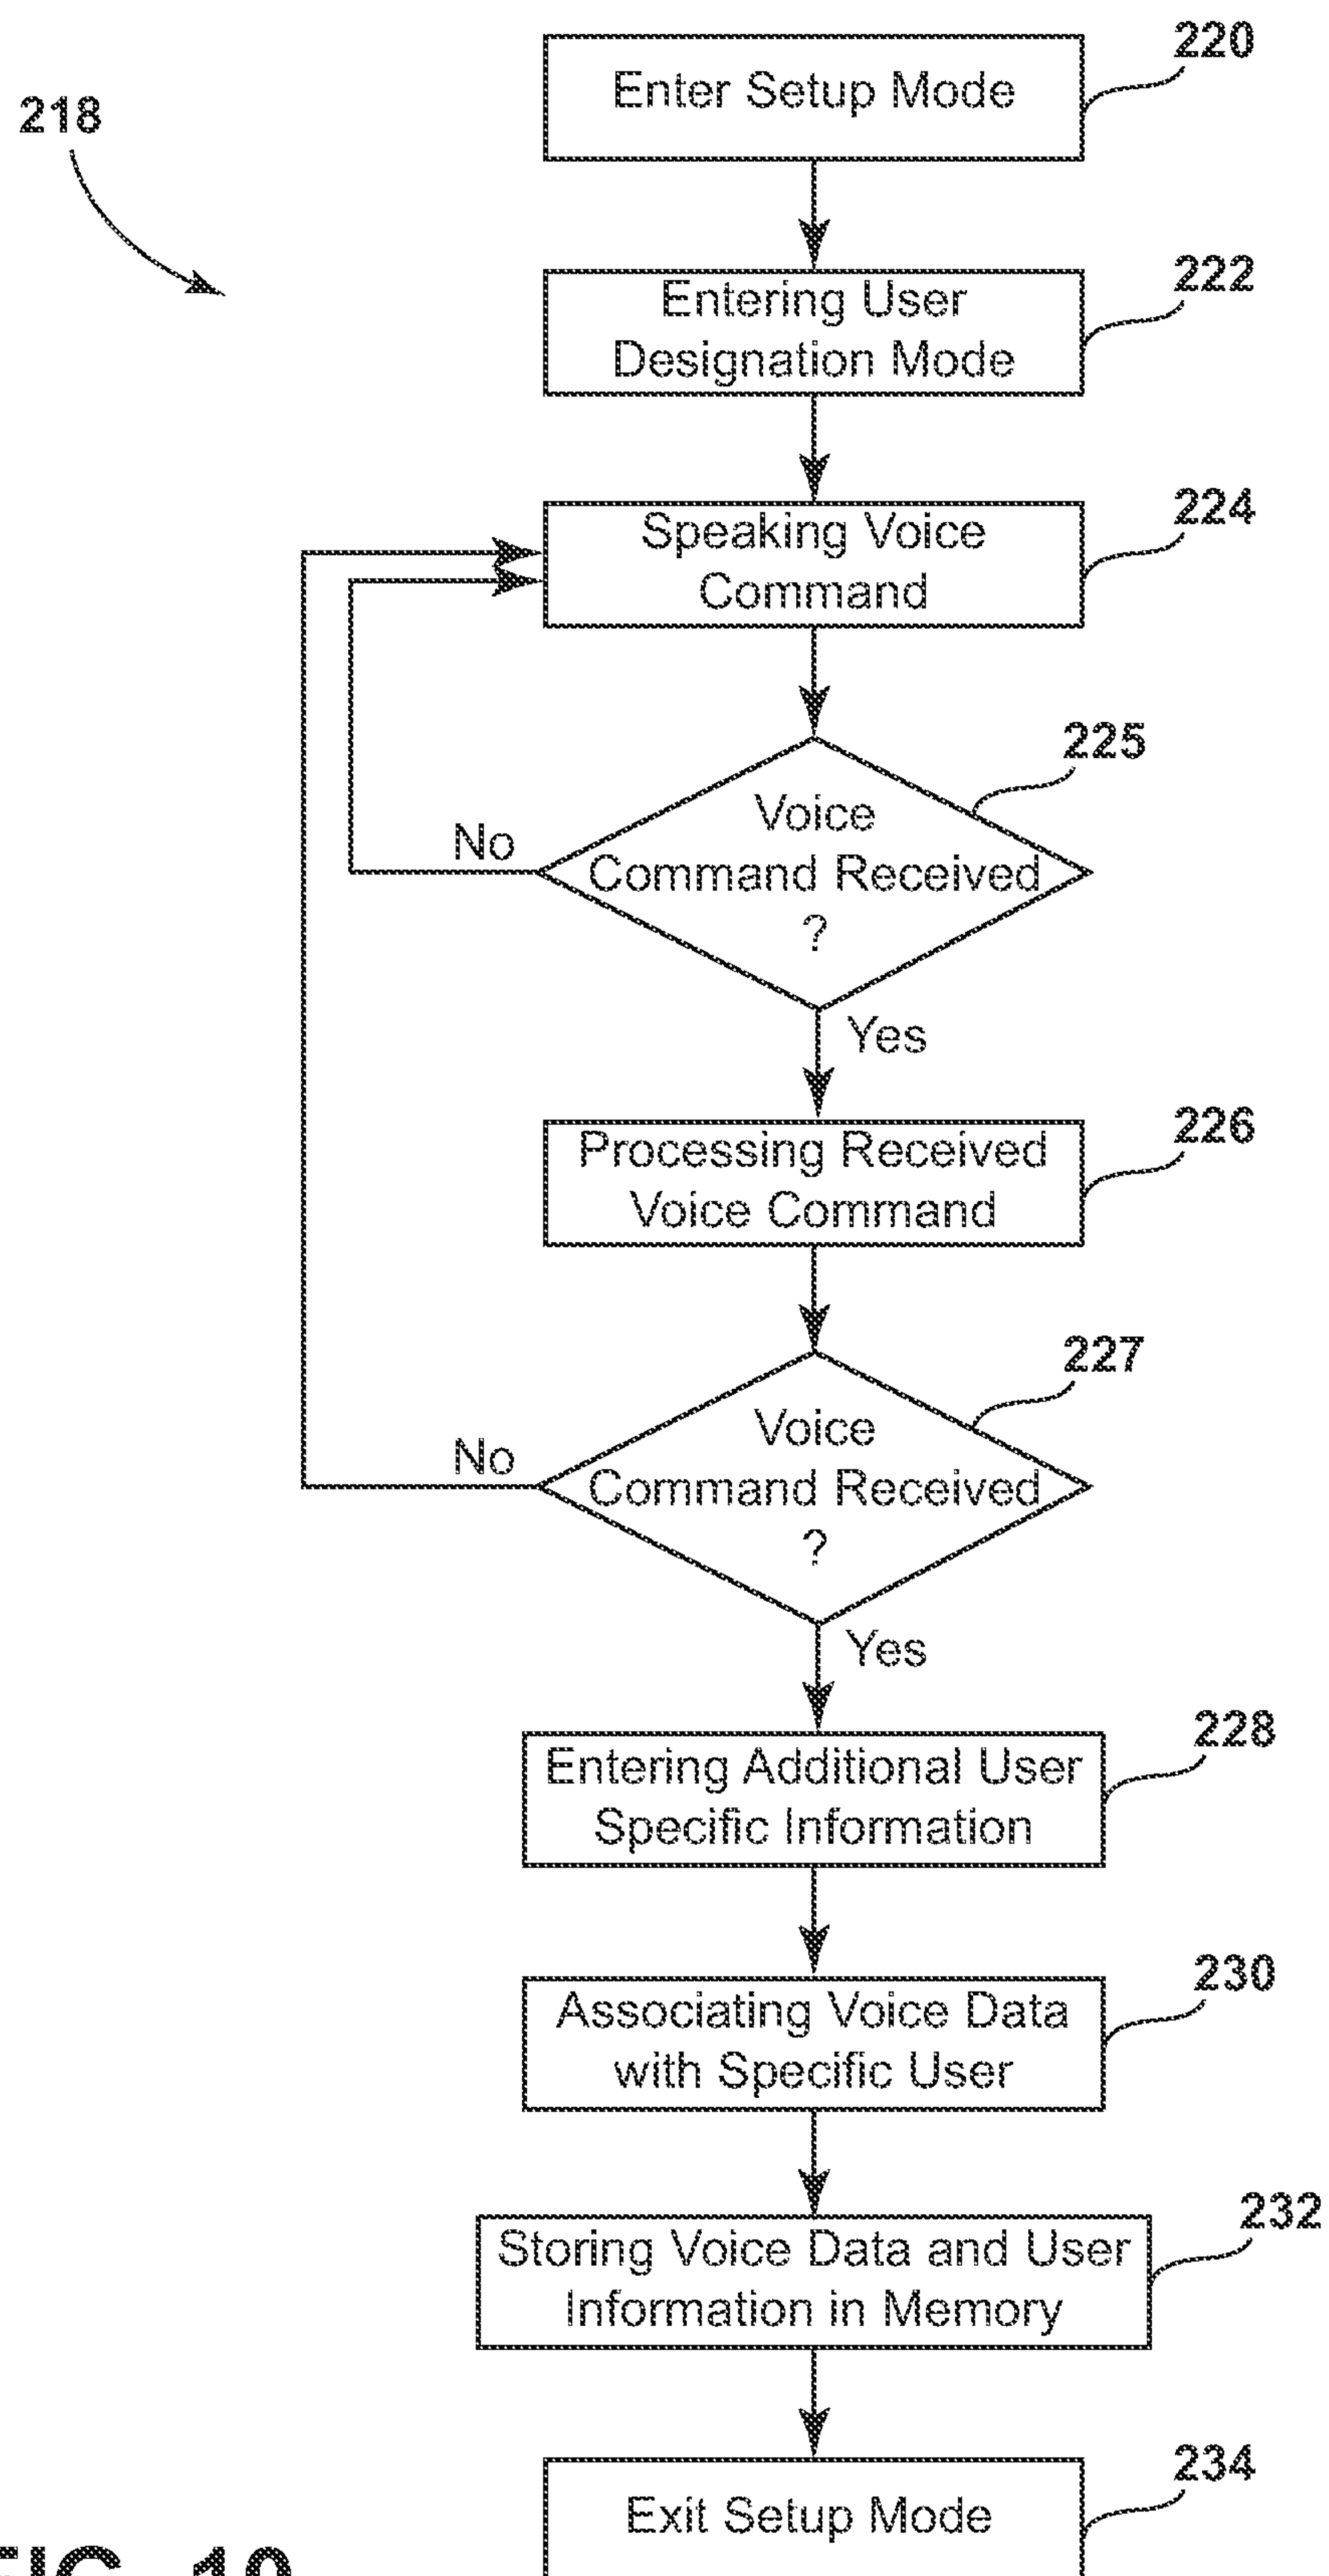 220
Enter Setup Mode
218
222
Entering User
Designation Mode
224
Speaking Voice
Command
225
Voice
Command Received
?
No
Yes
226
Processing Received
Voice Command
227
Voice
Command Received
?
No
Yes
228
Entering Additional User
Specific Information
230
Associating Voice Data
with Specific User
232
Storing Voice Data and User
Information in Memory
234
Exit Setup Mode